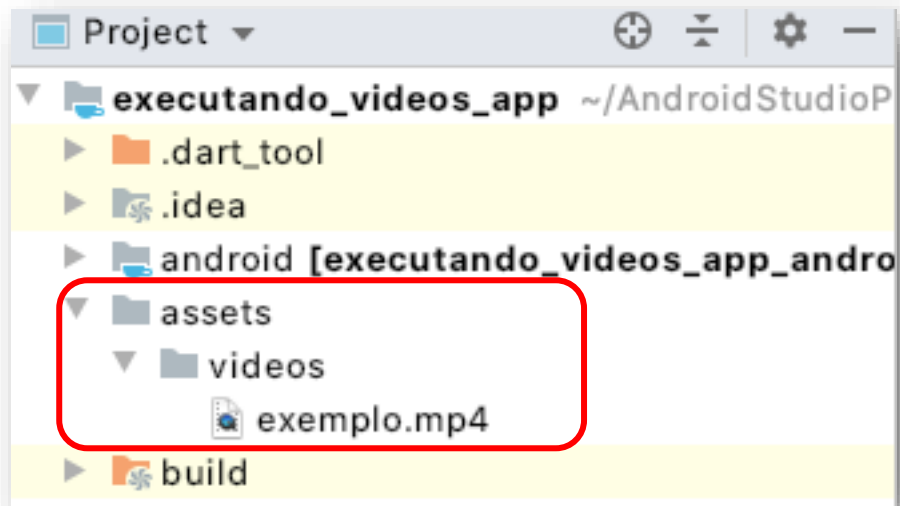 Project
executando_videos_app ~/AndroidStudioP
.dart_tool
.idea
android [executando_videos_app_andro
assets
videos
exemplo.mp4
build